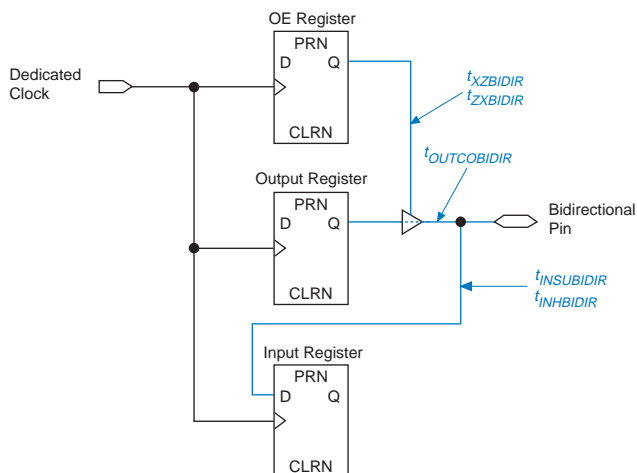 OE Register
PRN
D Q
CLRN
Dedicated
Clock
tXZBIDIR
tZXBIDIR
tOUTCOBIDIR
Output Register
PRN
D Q
CLRN
Bidirectional
Pin
tINSUBIDIR
tINHBIDIR
Input Register
PRN
D Q
CLRN